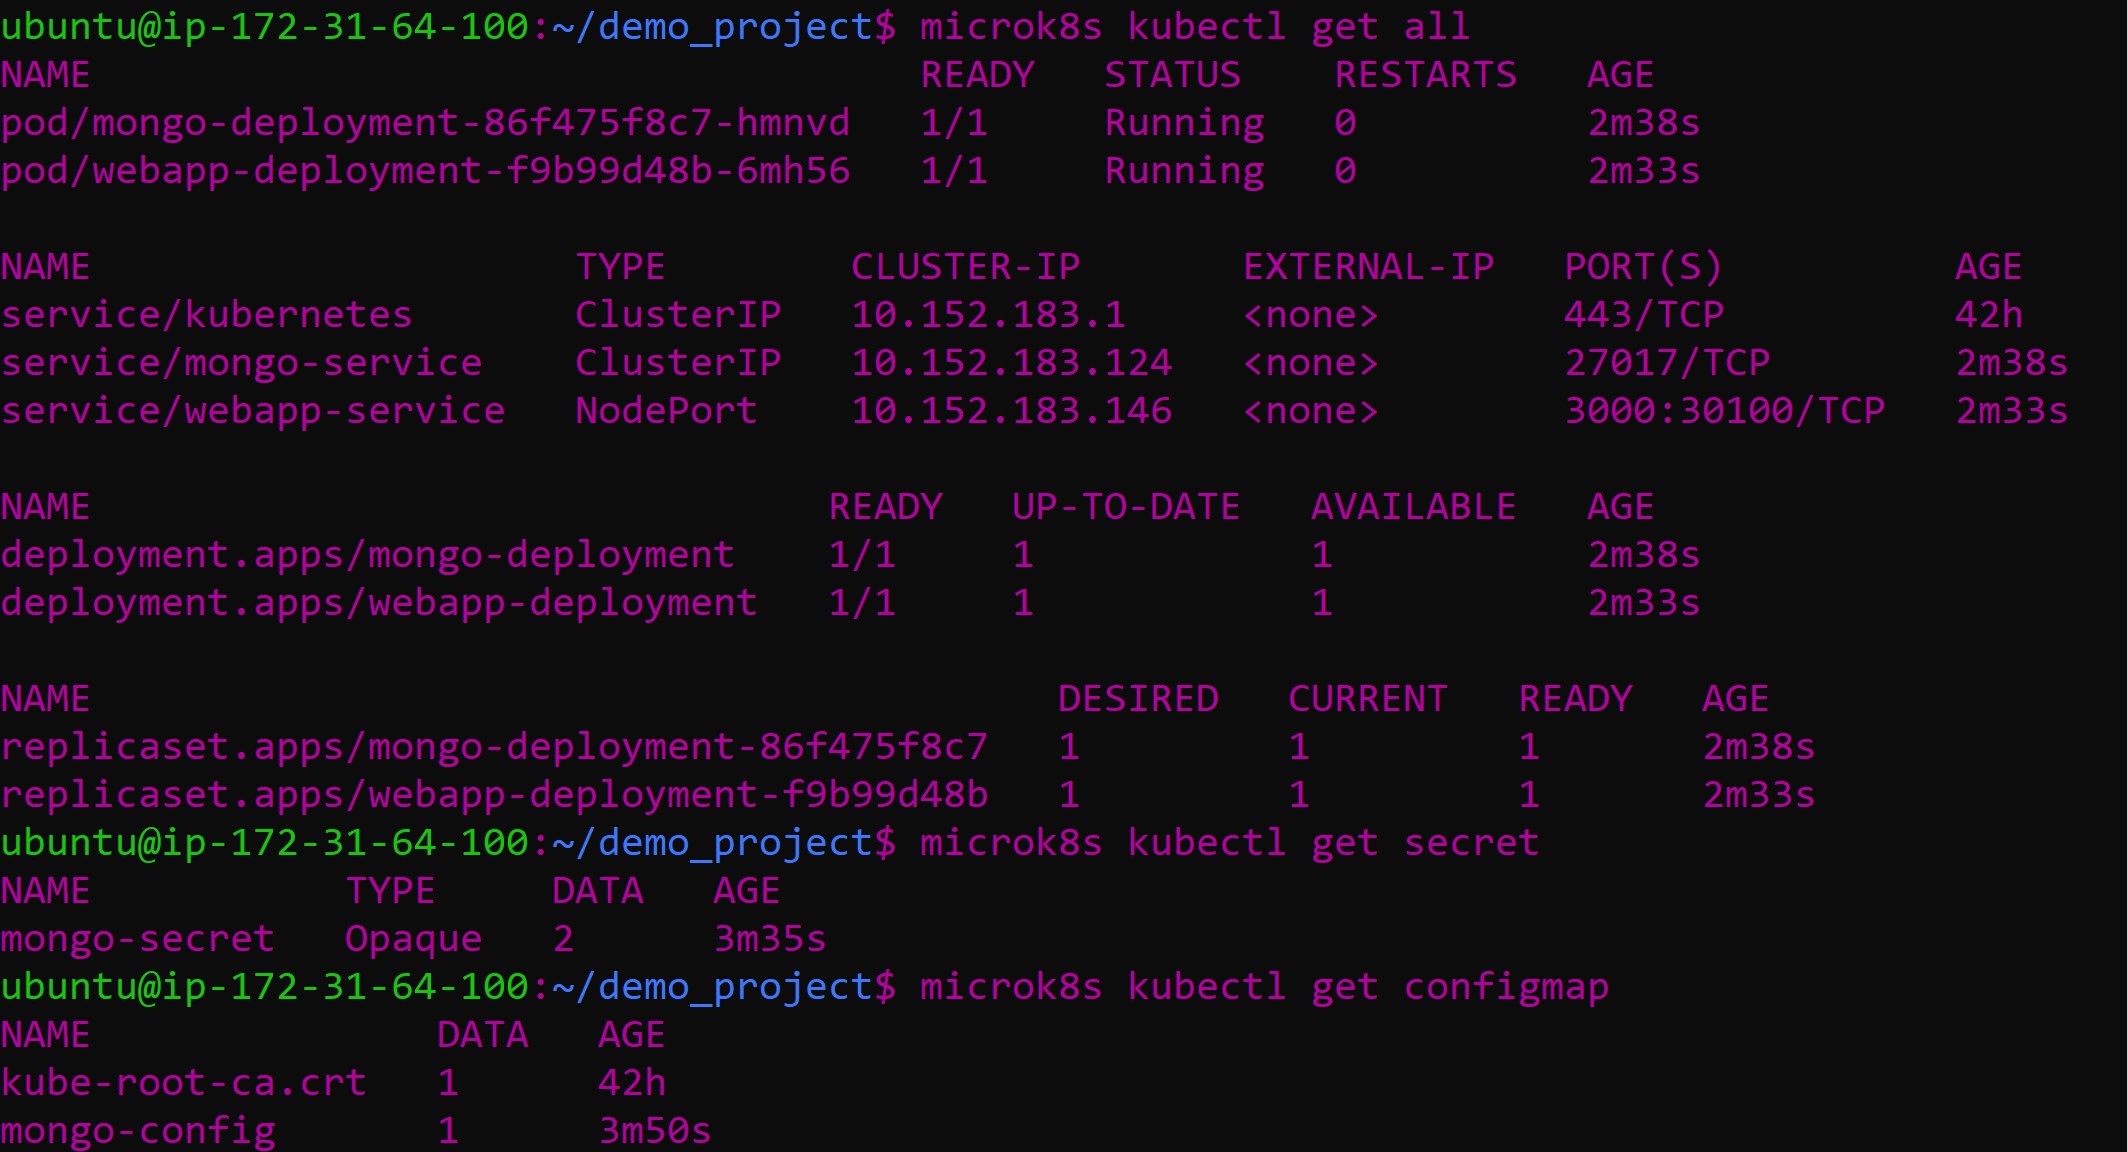 ubuntu@ip-172-31-64-100:~/demo_project$ microk8s kubectl get all
NAME                                    READY   STATUS    RESTARTS   AGE
pod/mongo-deployment-86f475f8c7-hmnvd   1/1     Running   0          2m38s
pod/webapp-deployment-f9b99d48b-6mh56   1/1     Running   0          2m33s

NAME                     TYPE        CLUSTER-IP       EXTERNAL-IP   PORT(S)          AGE
service/kubernetes       ClusterIP   10.152.183.1     <none>        443/TCP          42h
service/mongo-service    ClusterIP   10.152.183.124   <none>        27017/TCP        2m38s
service/webapp-service   NodePort    10.152.183.146   <none>        3000:30100/TCP   2m33s

NAME                                READY   UP-TO-DATE   AVAILABLE   AGE
deployment.apps/mongo-deployment    1/1     1            1           2m38s
deployment.apps/webapp-deployment   1/1     1            1           2m33s

NAME                                          DESIRED   CURRENT   READY   AGE
replicaset.apps/mongo-deployment-86f475f8c7   1         1         1       2m38s
replicaset.apps/webapp-deployment-f9b99d48b   1         1         1       2m33s
ubuntu@ip-172-31-64-100:~/demo_project$ microk8s kubectl get secret
NAME           TYPE     DATA   AGE
mongo-secret   Opaque   2      3m35s
ubuntu@ip-172-31-64-100:~/demo_project$ microk8s kubectl get configmap
NAME               DATA   AGE
kube-root-ca.crt   1      42h
mongo-config       1      3m50s